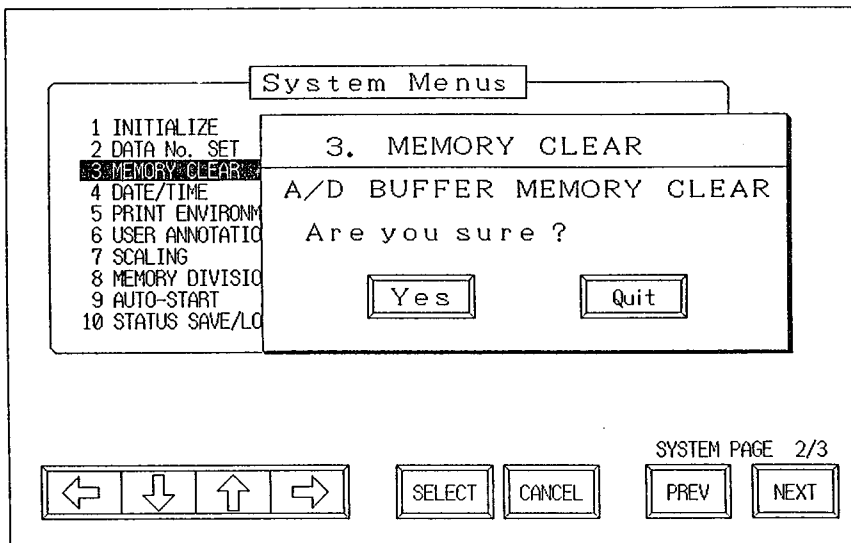 System Menus
1 INITIALIZE
2 DATA No. SET
3 MEMORY CLEAR
4 DATE/TIME
5 PRINT ENVIRONM
6 USER ANNOTATIO
7 SCALING
8 MEMORY DIVISIO
9 AUTO-START
10 STATUS SAVE/LO
3. MEMORY CLEAR
A/D BUFFER MEMORY CLEAR
Are you sure ?
Yes Quit
SYSTEM PAGE 2/3
SELECT CANCEL PREV NEXT